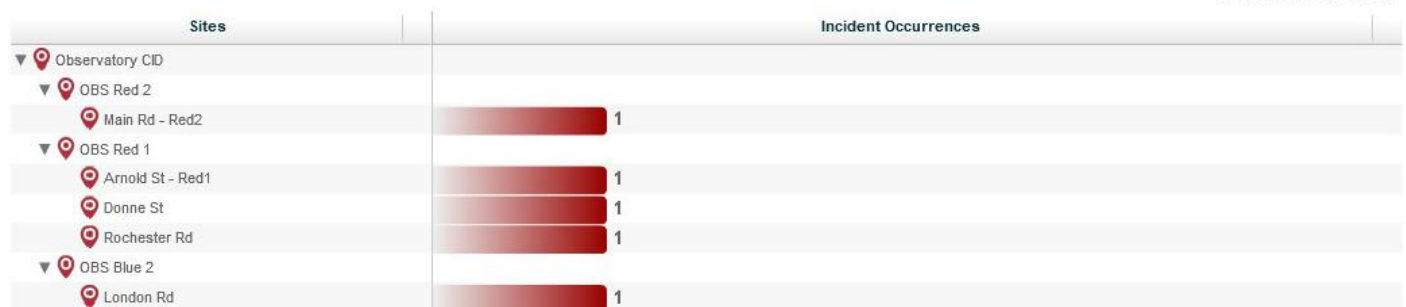 Sites Incident Occurrences
Observatory CID
OBS Red 2
Main Rd - Red2 1
OBS Red 1
Arnold St - Red1 1
Donne St 1
Rochester Rd 1
OBS Blue 2
London Rd 1